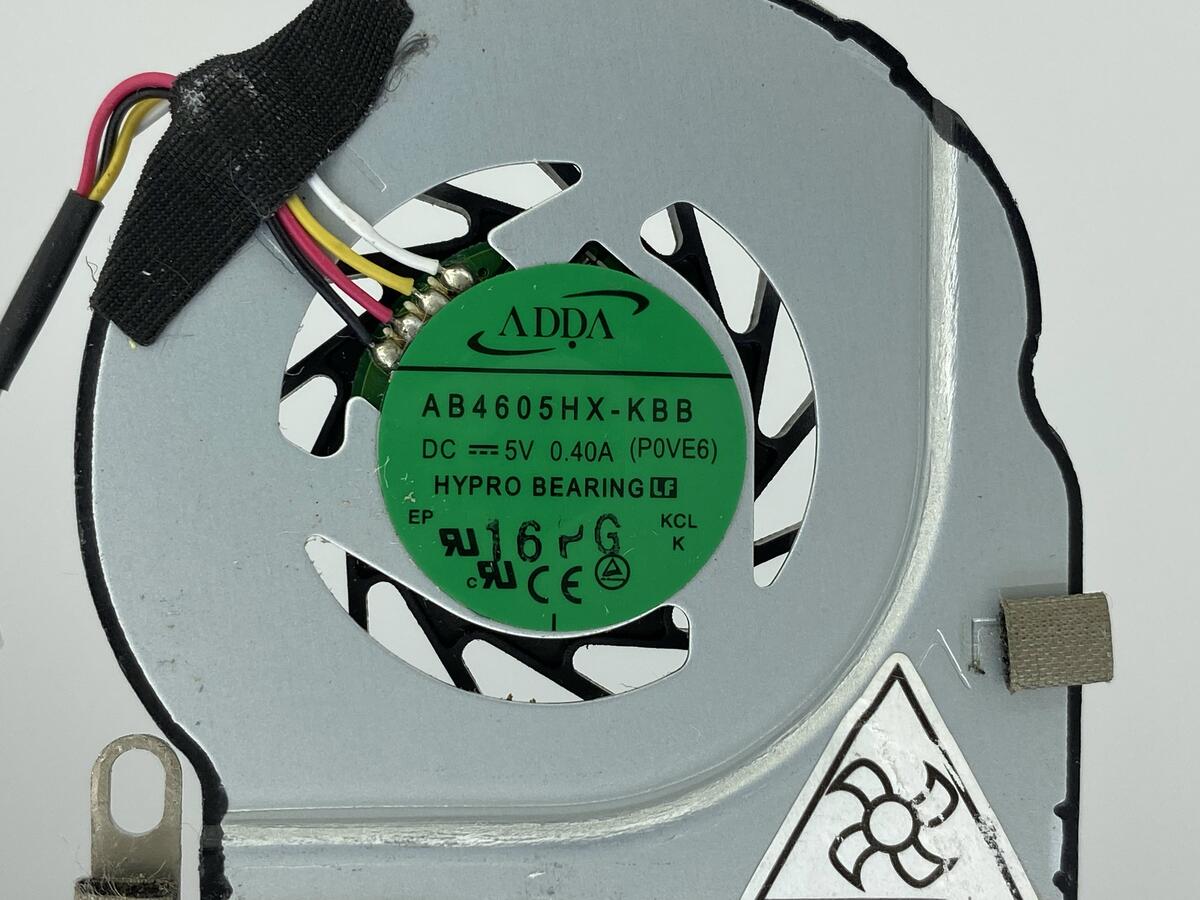 ADDA
AB4605HX-KBB
DC ⎓ 5V 0.40A (P0VE6)
HYPRO BEARING LF
EP
KCL
K
16 G
c
CE